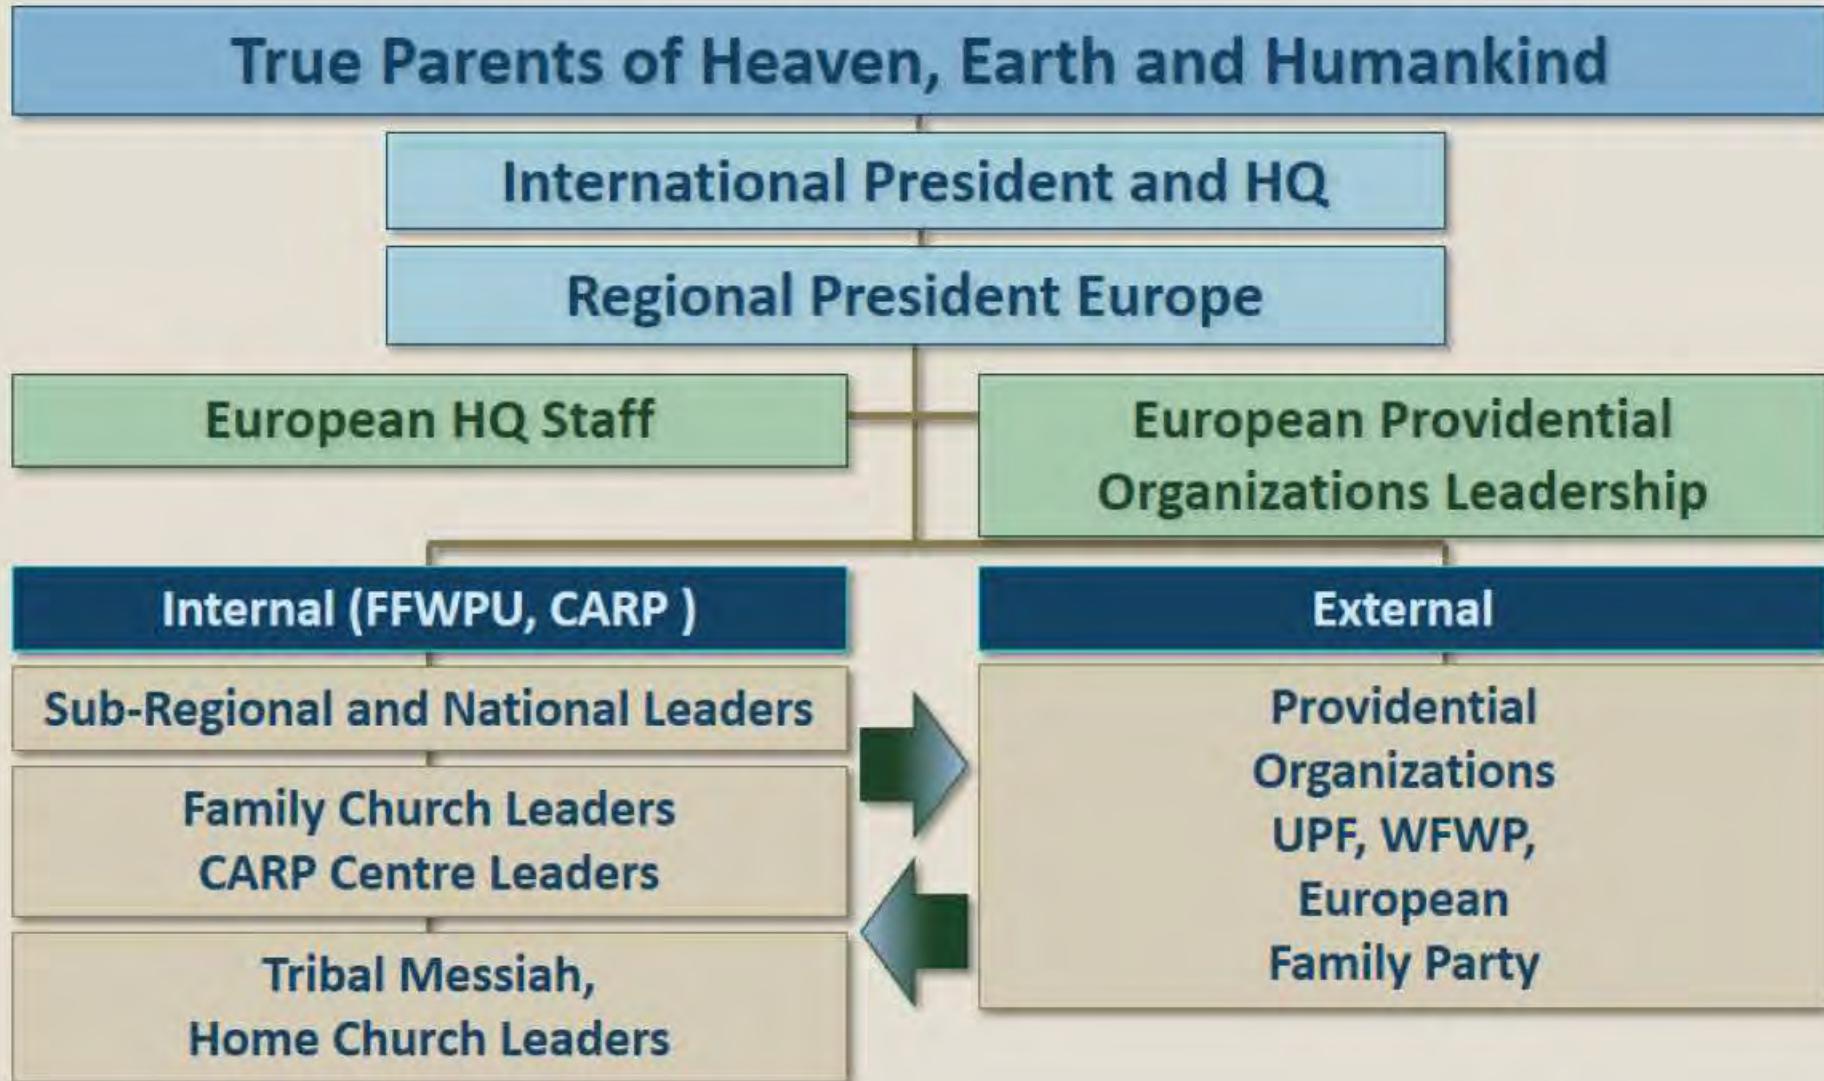 True Parents of Heaven, Earth and Humankind
International President and HQ
Regional President Europe
European HQ Staff
European Providential
Organizations Leadership
Internal (FFWPU, CARP )
Sub-Regional and National Leaders
Family Church Leaders
CARP Centre Leaders
Tribal Messiah,
Home Church Leaders
External
Providential
Organizations
UPF, WFWP,
European
Family Party